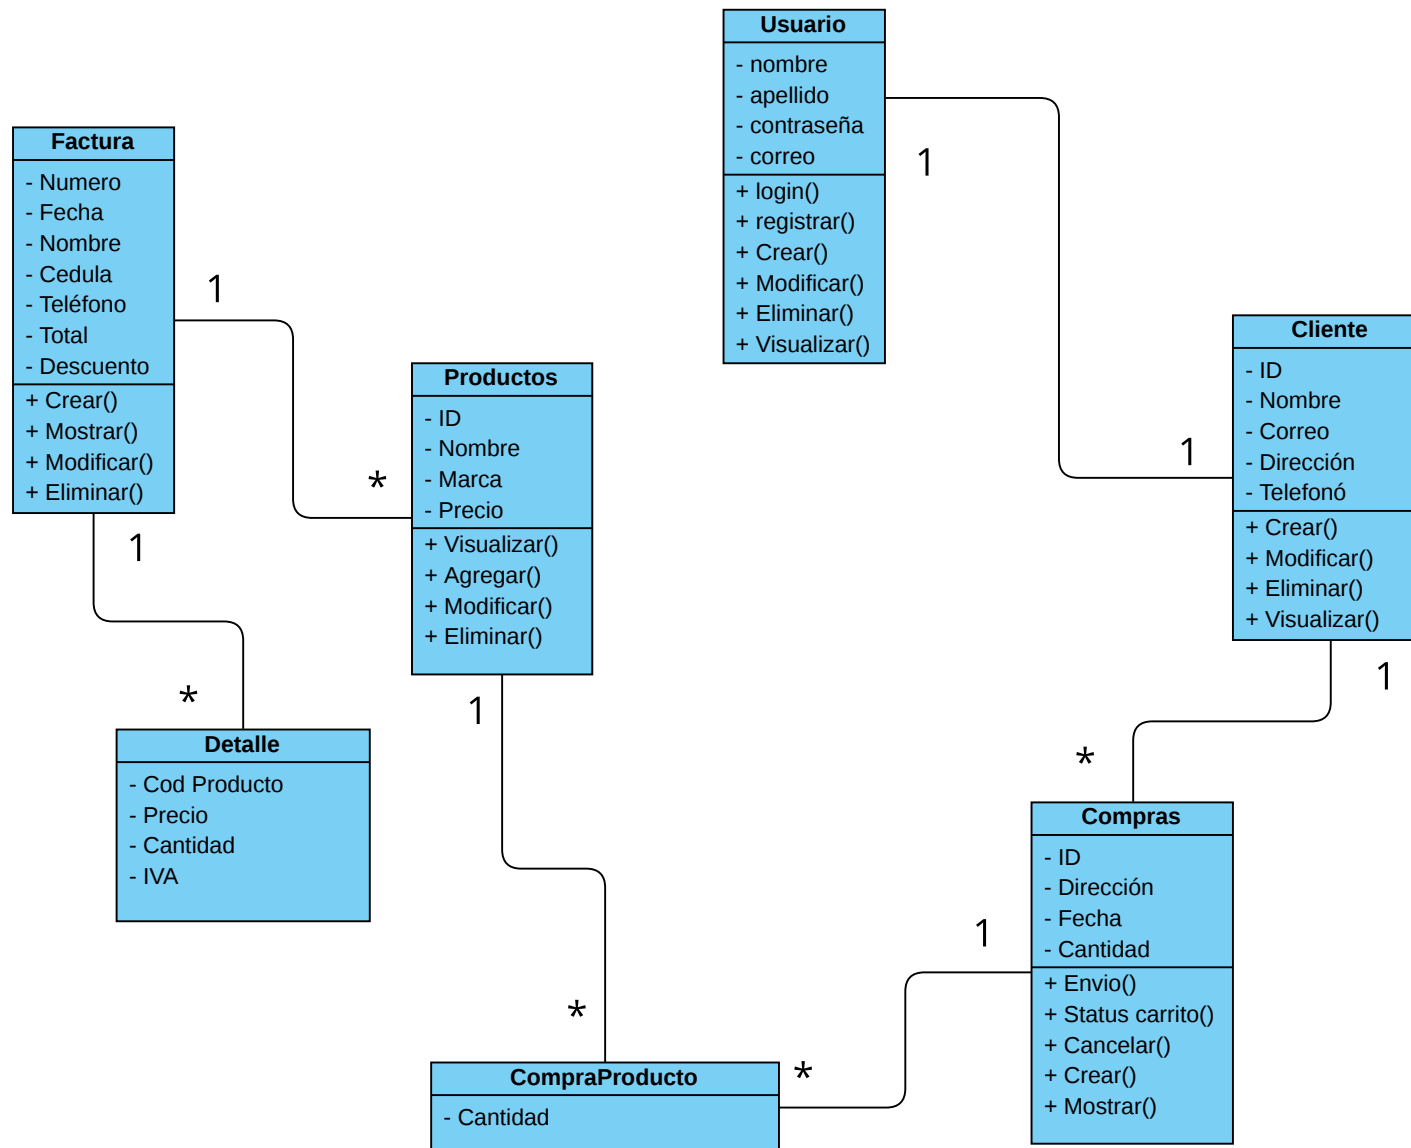 Usuario
- nombre
- apellido
- contraseña
- correo
+ login()
+ registrar()
+ Crear()
+ Modificar()
+ Eliminar()
+ Visualizar()
1
1
Factura
- Numero
- Fecha
- Nombre
- Cedula
- Teléfono
- Total
- Descuento
+ Crear()
+ Mostrar()
+ Modificar()
+ Eliminar()
1
*
1
*
Productos
- ID
- Nombre
- Marca
- Precio
+ Visualizar()
+ Agregar()
+ Modificar()
+ Eliminar()
1
*
Cliente
- ID
- Nombre
- Correo
- Dirección
- Telefonó
+ Crear()
+ Modificar()
+ Eliminar()
+ Visualizar()
1
*
Detalle
- Cod Producto
- Precio
- Cantidad
- IVA
Compras
- ID
- Dirección
- Fecha
- Cantidad
+ Envio()
+ Status carrito()
+ Cancelar()
+ Crear()
+ Mostrar()
1
*
CompraProducto
- Cantidad